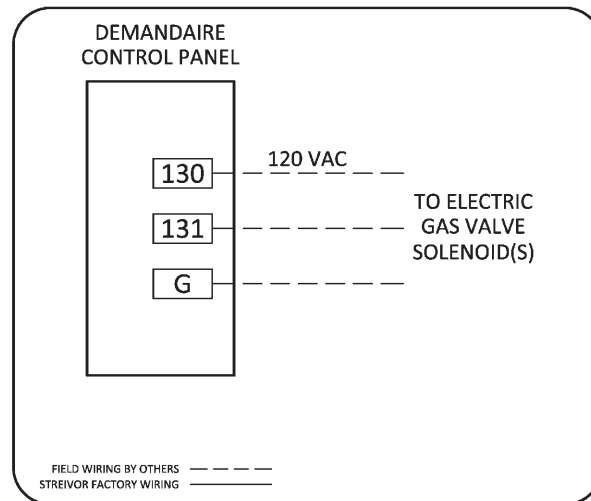 DEMANDAIRE
CONTROL PANEL
130
120 VAC
131
G
TO ELECTRIC
GAS VALVE
SOLENOID(S)
FIELD WIRING BY OTHERS
STREIVOR FACTORY WIRING